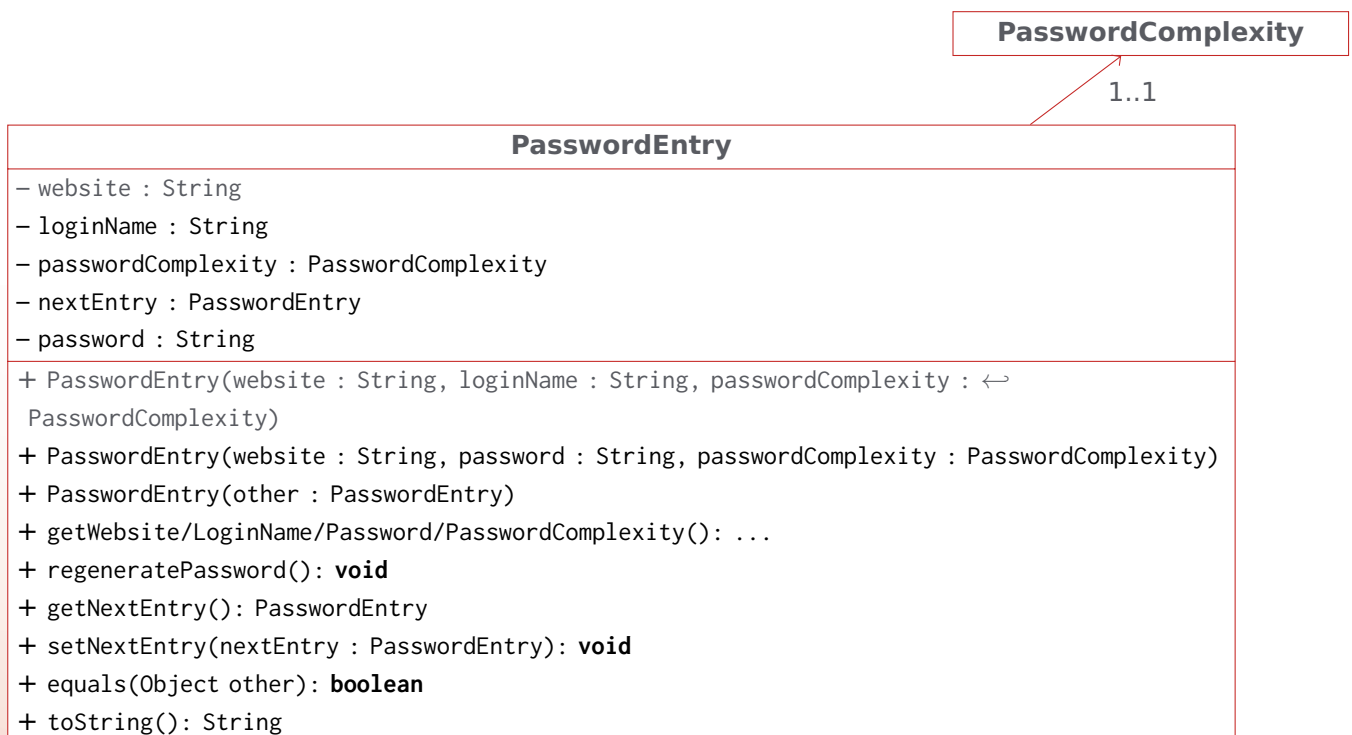 PasswordComplexity
1..1
PasswordEntry
− website : String
− loginName : String
− passwordComplexity : PasswordComplexity
− nextEntry : PasswordEntry
− password : String
+ PasswordEntry(website : String, loginName : String, passwordComplexity : ↩
PasswordComplexity)
+ PasswordEntry(website : String, password : String, passwordComplexity : PasswordComplexity)
+ PasswordEntry(other : PasswordEntry)
+ getWebsite/LoginName/Password/PasswordComplexity(): ...
+ regeneratePassword(): void
+ getNextEntry(): PasswordEntry
+ setNextEntry(nextEntry : PasswordEntry): void
+ equals(Object other): boolean
+ toString(): String